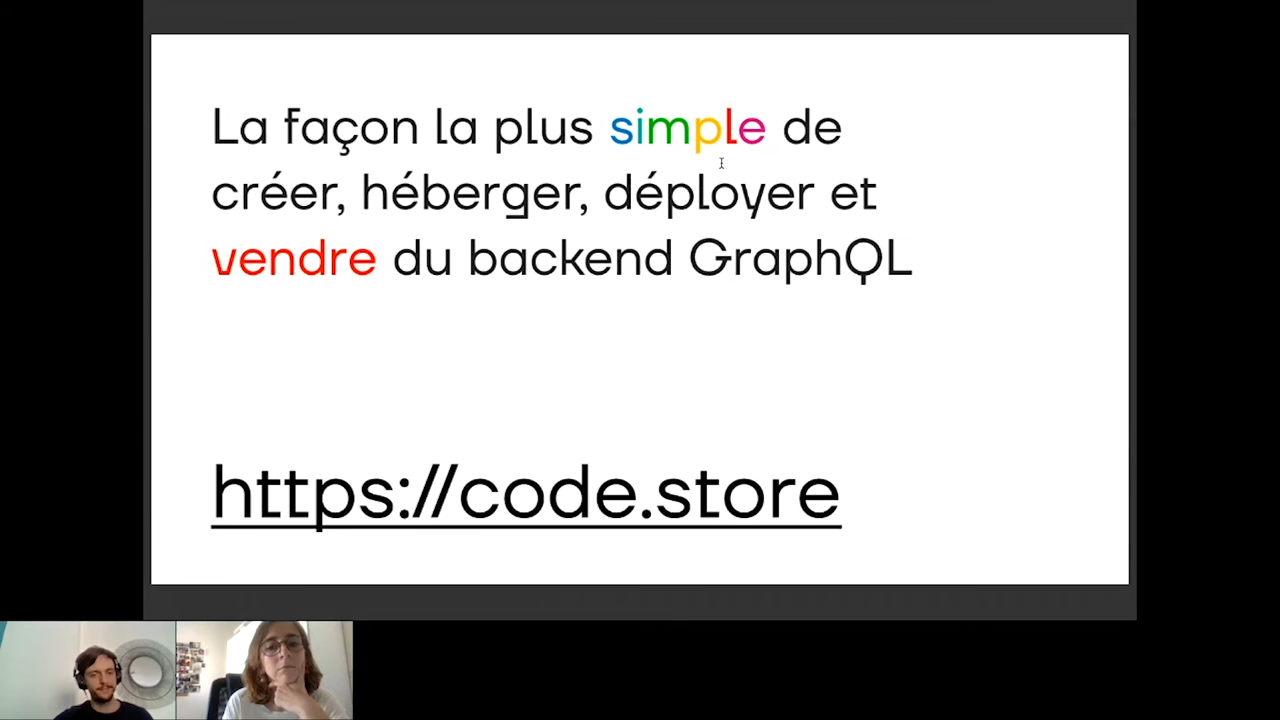 La façon la plus simple de
créer, héberger, déployer et
vendre du backend GraphQL
https://code.store